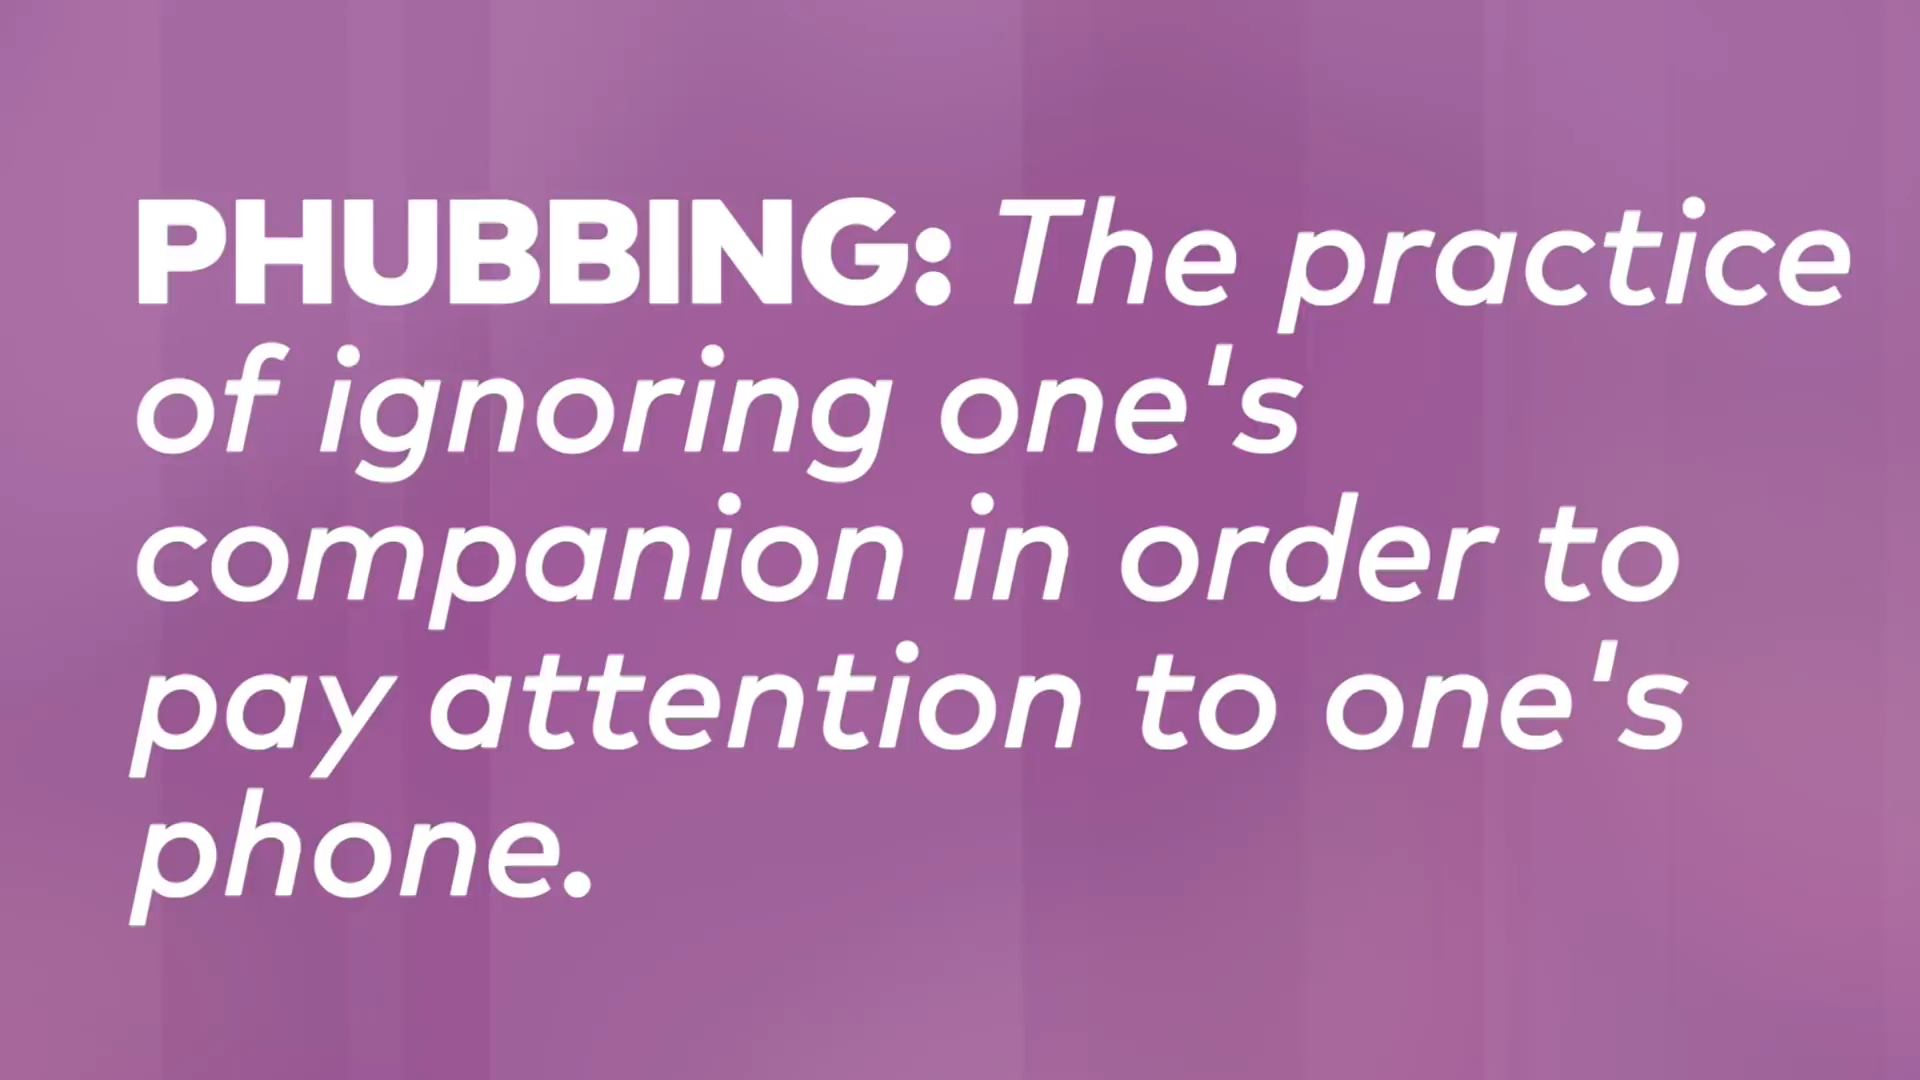 PHUBBING: The practice
of ignoring one's
companion in order to
pay attention to one's
phone.